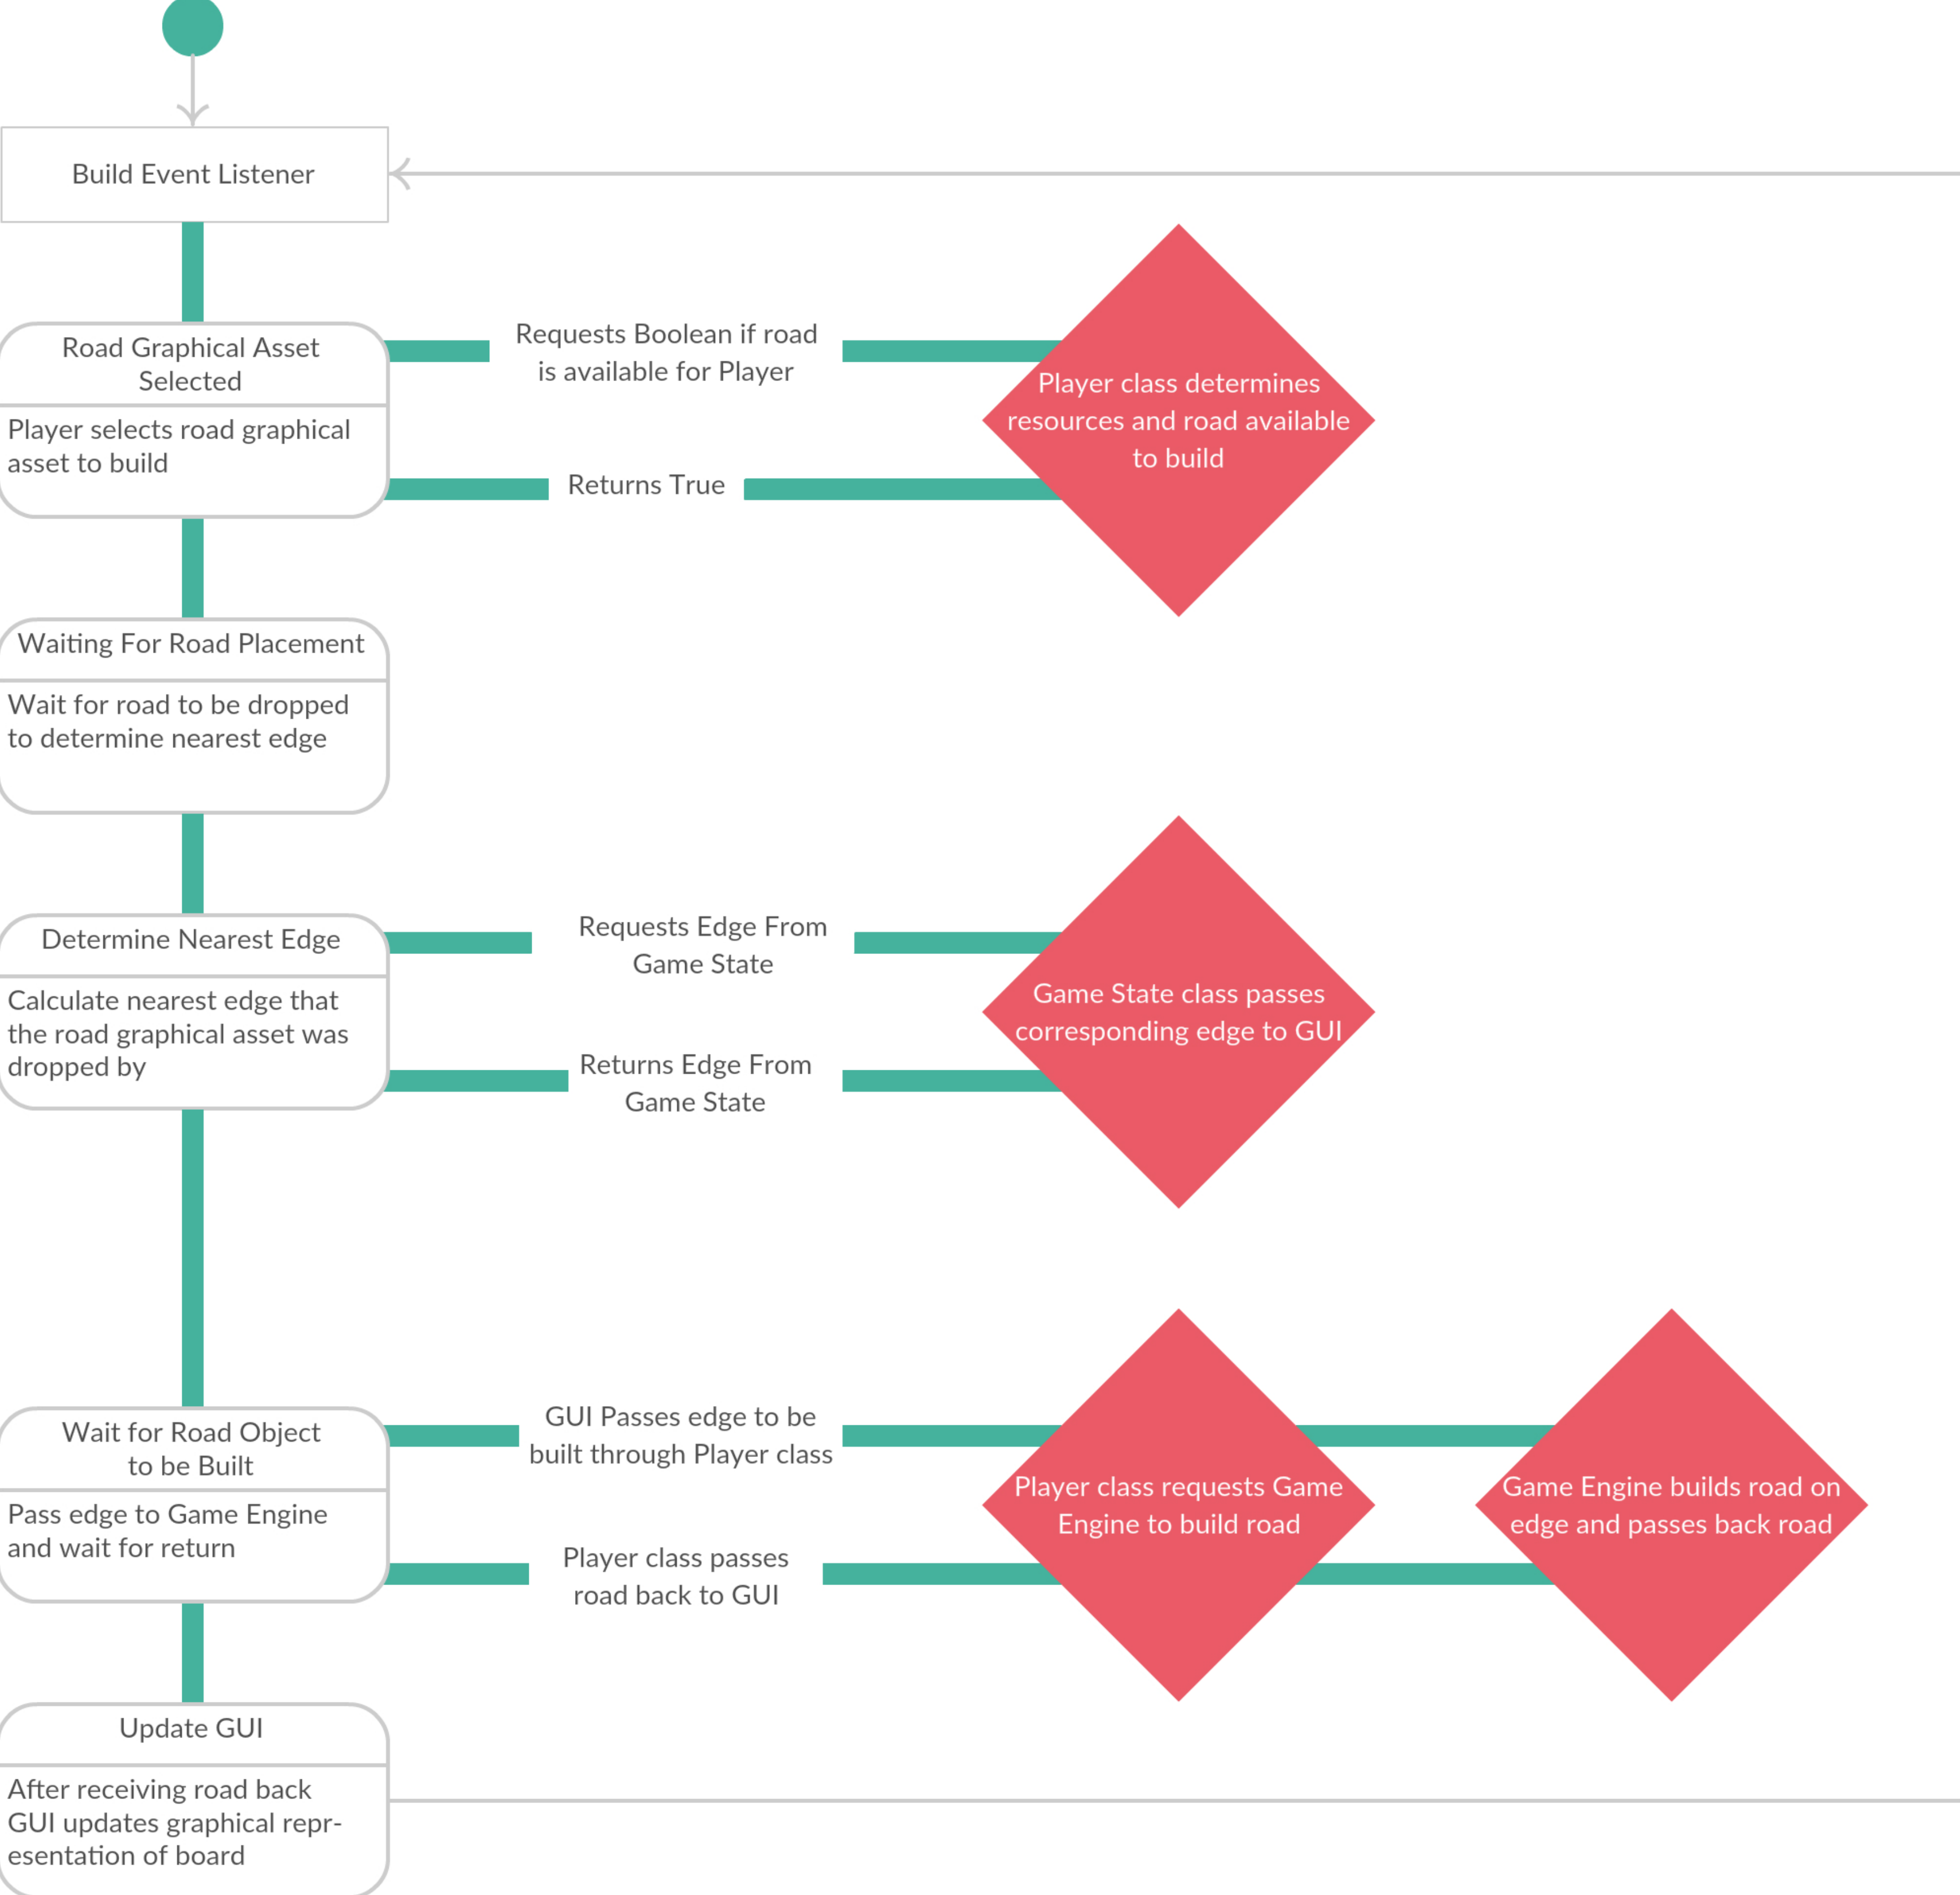 Build Event Listener
Road Graphical Asset
Selected
Player selects road graphical
asset to build
Requests Boolean if road
is available for Player
Returns True
Player class determines
resources and road available
to build
Waiting For Road Placement
Wait for road to be dropped
to determine nearest edge
Determine Nearest Edge
Calculate nearest edge that
the road graphical asset was
dropped by
Requests Edge From
Game State
Returns Edge From
Game State
Game State class passes
corresponding edge to GUI
Wait for Road Object
to be Built
Pass edge to Game Engine
and wait for return
GUI Passes edge to be
built through Player class
Player class passes
road back to GUI
Player class requests Game
Engine to build road
Game Engine builds road on
edge and passes back road
Update GUI
After receiving road back
GUI updates graphical repr-
esentation of board